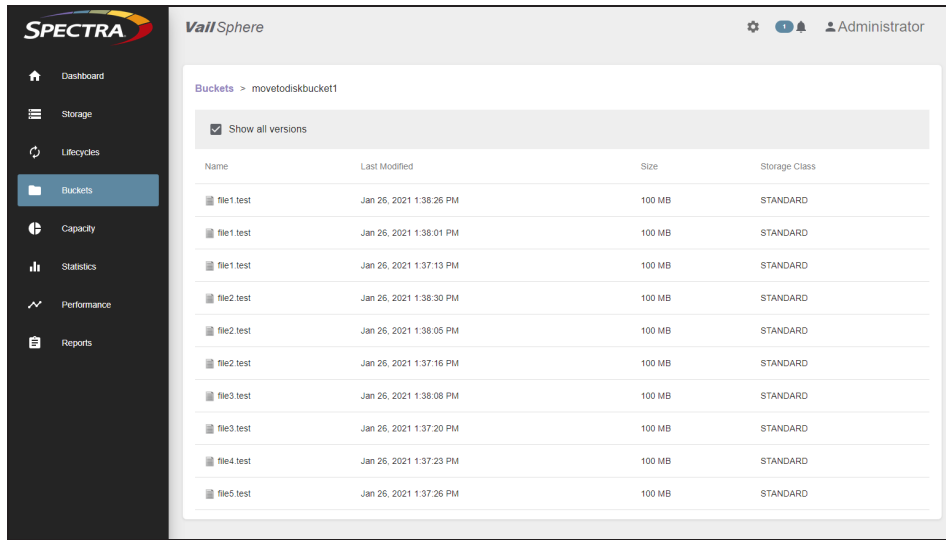 SPECTRA
VailSphere
1
Administrator
Dashboard
Storage
Lifecycles
Buckets
Capacity
Statistics
Performance
Reports
Buckets > movetodiskbucket1
Show all versions
Name Last Modified Size Storage Class
file1.test Jan 26, 2021 1:38:26 PM 100 MB STANDARD
file1.test Jan 26, 2021 1:38:01 PM 100 MB STANDARD
file1.test Jan 26, 2021 1:37:13 PM 100 MB STANDARD
file2.test Jan 26, 2021 1:38:30 PM 100 MB STANDARD
file2.test Jan 26, 2021 1:38:05 PM 100 MB STANDARD
file2.test Jan 26, 2021 1:37:16 PM 100 MB STANDARD
file3.test Jan 26, 2021 1:38:08 PM 100 MB STANDARD
file3.test Jan 26, 2021 1:37:20 PM 100 MB STANDARD
file4.test Jan 26, 2021 1:37:23 PM 100 MB STANDARD
file5.test Jan 26, 2021 1:37:26 PM 100 MB STANDARD